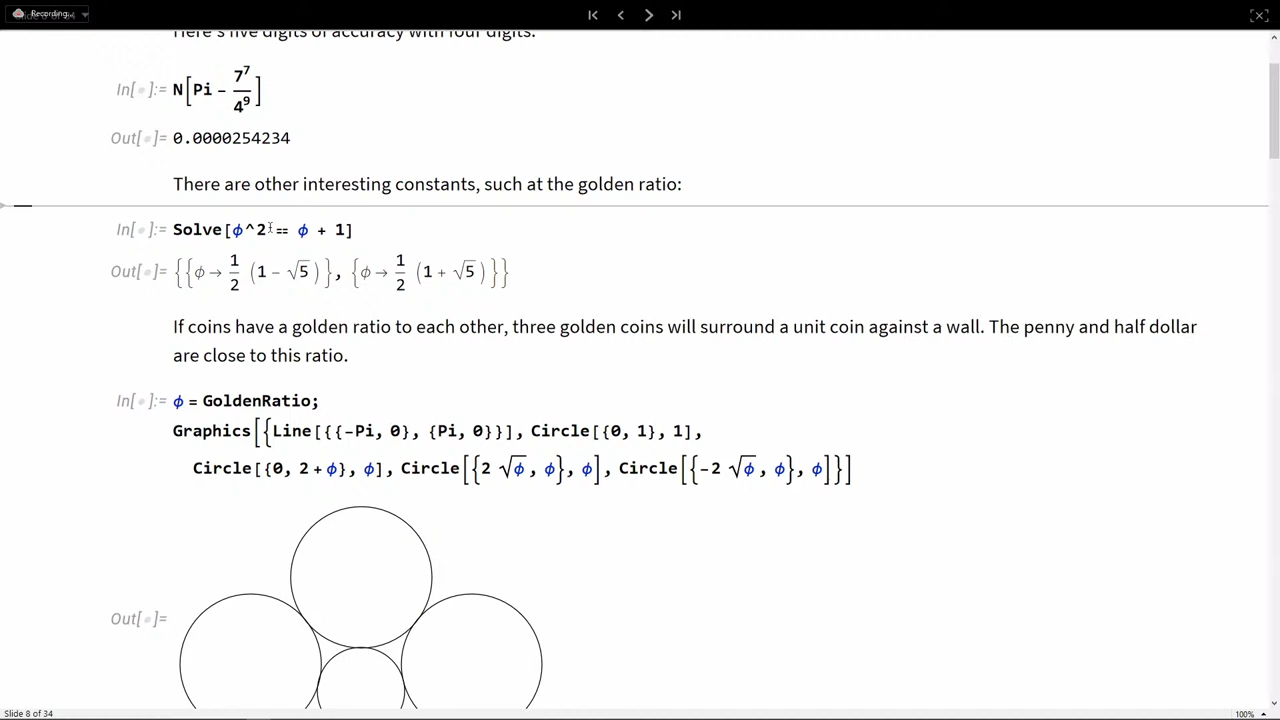 Recording...
Here's five digits of accuracy with four digits.
In[ ]:= N[Pi - 7^7/4^9]
Out[ ]= 0.0000254234
There are other interesting constants, such at the golden ratio:
In[ ]:= Solve[ϕ^2 == ϕ + 1]
Out[ ]= {{ϕ → 1/2 (1 - √5)}, {ϕ → 1/2 (1 + √5)}}
If coins have a golden ratio to each other, three golden coins will surround a unit coin against a wall. The penny and half dollar
are close to this ratio.
In[ ]:= ϕ = GoldenRatio;
Graphics[{Line[{{-Pi, 0}, {Pi, 0}}], Circle[{0, 1}, 1],
Circle[{0, 2 + ϕ}, ϕ], Circle[{2 √ϕ, ϕ}, ϕ], Circle[{-2 √ϕ, ϕ}, ϕ]}]
Out[ ]=
Slide 8 of 34
100%